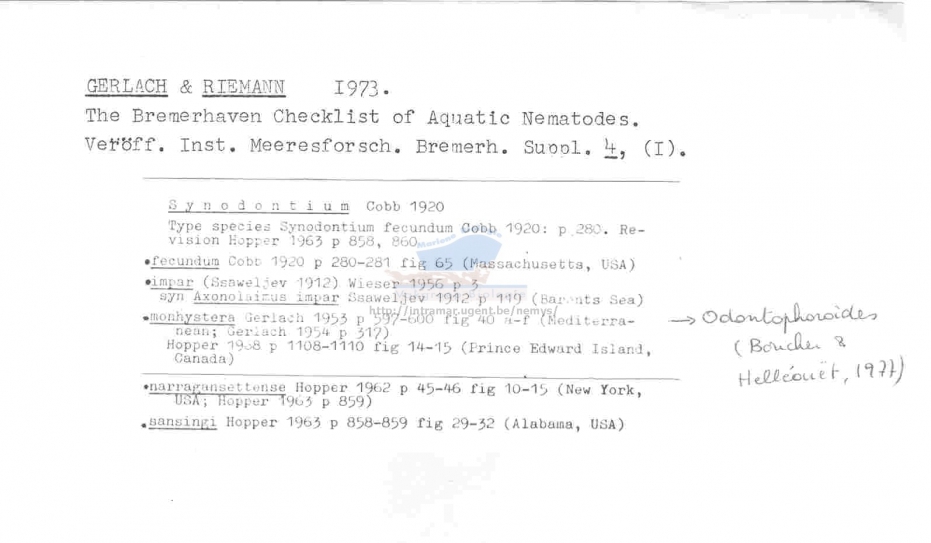 GERLACH & RIEMANN 1973.
The Bremerhaven Checklist of Aquatic Nematodes.
Veröff. Inst. Meeresforsch. Bremerh. Suppl. 4, (I).
Synodontium Cobb 1920
Type species Synodontium fecundum Cobb 1920: p 280. Re-
vision Hopper 1963 p 858, 860
•fecundum Cobb 1920 p 280-281 fig 65 (Massachusetts, USA)
•impar (Ssaweljev 1912) Wieser 1956 p 3
syn Axonolaimus impar Ssaweljev 1912 p 119 (Barents Sea)
http://intramar.ugent.be/nemys/
•monhystera Gerlach 1953 p 597-600 fig 40 a-f (Mediterra-
nean; Gerlach 1954 p 317)
Hopper 1968 p 1108-1110 fig 14-15 (Prince Edward Island,
Canada)
→ Odontophoroides
(Boucher &
Helléouët, 1977)
•narragansettense Hopper 1962 p 45-46 fig 10-15 (New York,
USA; Hopper 1963 p 859)
•sansingi Hopper 1963 p 858-859 fig 29-32 (Alabama, USA)